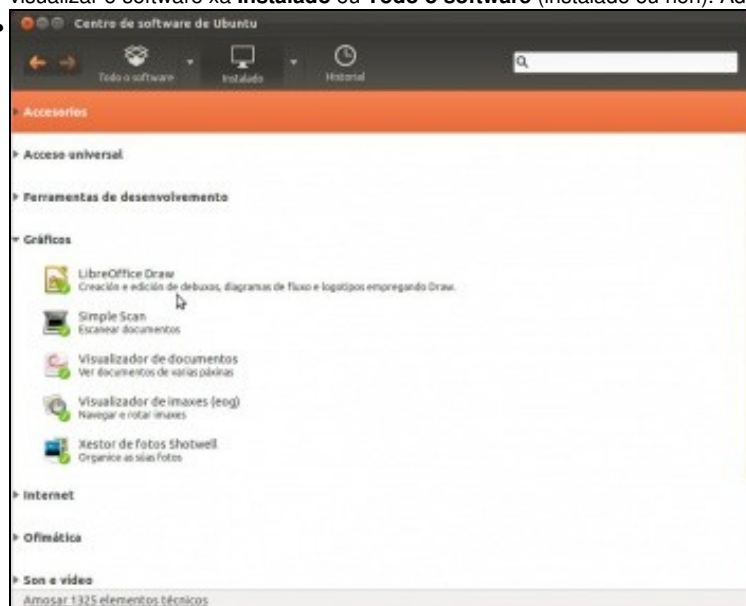 visualizar o software xa Instalado ou Todo o software (instalado ou non). Ad
Centro de software de Ubuntu
Todo o software Instalado Historial
Accesorios
Acceso universal
Ferramentas de desenvolvemento
Gráficos
LibreOffice Draw
Creación e edición de debuxos, diagramas de fluxo e logotipos empregando Draw.
Simple Scan
Escanear documentos
Visualizador de documentos
Ver documentos de varias páxinas
Visualizador de imaxes (eog)
Navegar e rotar imaxes
Xestor de fotos Shotwell
Organice as súas fotos
Internet
Ofimática
Son e vídeo
Amosar 1325 elementos técnicos